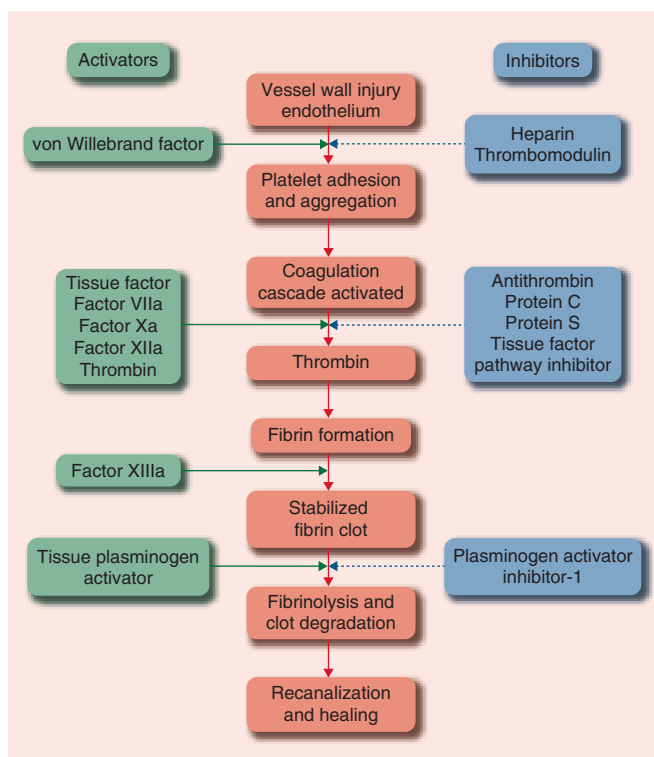 Activators
Inhibitors
Vessel wall injury
endothelium
von Willebrand factor
Heparin
Thrombomodulin
Platelet adhesion
and aggregation
Coagulation
cascade activated
Tissue factor
Factor VIIa
Factor Xa
Factor XIIa
Thrombin
Antithrombin
Protein C
Protein S
Tissue factor
pathway inhibitor
Thrombin
Fibrin formation
Factor XIIIa
Stabilized
fibrin clot
Tissue plasminogen
activator
Plasminogen activator
inhibitor-1
Fibrinolysis and
clot degradation
Recanalization
and healing